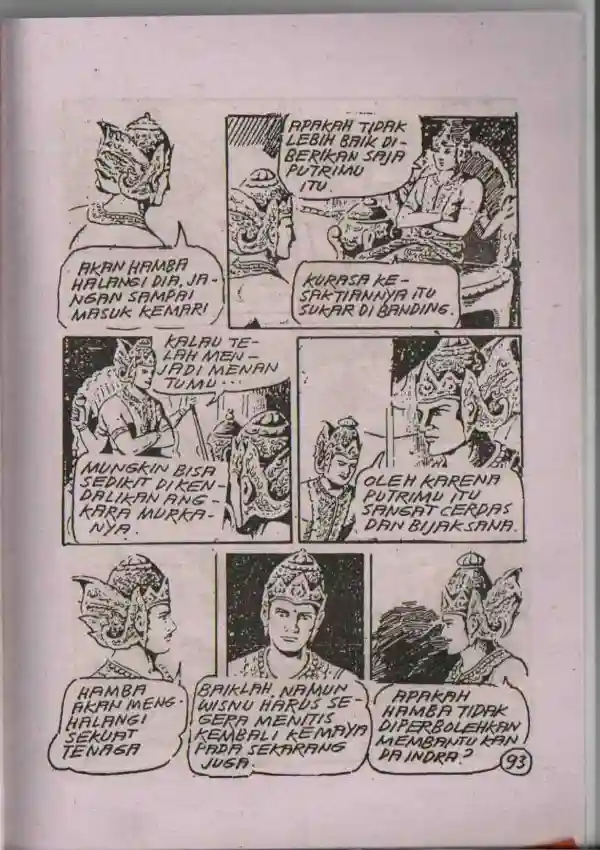 AKAN HAMBA
HALANGI DIA, JA-
NGAN SAMPAI
MASUK KEMARI
APAKAH TIDAK
LEBIH BAIK DI-
BERIKAN SAJA
PUTRIMU
ITU.
KURASA KE-
SAKTIANNYA ITU
SUKAR DI BANDING.
KALAU TE-
LAH MEN-
JADI MENAN
TUMU...
MUNGKIN BISA
SEDIKIT DIKEN-
DALIKAN ANG-
KARA MURKA-
NYA.
OLEH KARENA
PUTRIMU ITU
SANGAT CERDAS
DAN BIJAKSANA.
HAMBA
AKAN MENG-
HALANGI
SEKUAT
TENAGA
BAIKLAH. NAMUN
WISNU HARUS SE-
GERA MENITIS
KEMBALI KEMAYA
PADA SEKARANG
JUGA.
APAKAH
HAMBA TIDAK
DIPERBOLEHKAN
MEMBANTU KAN
DA INDRA?
93